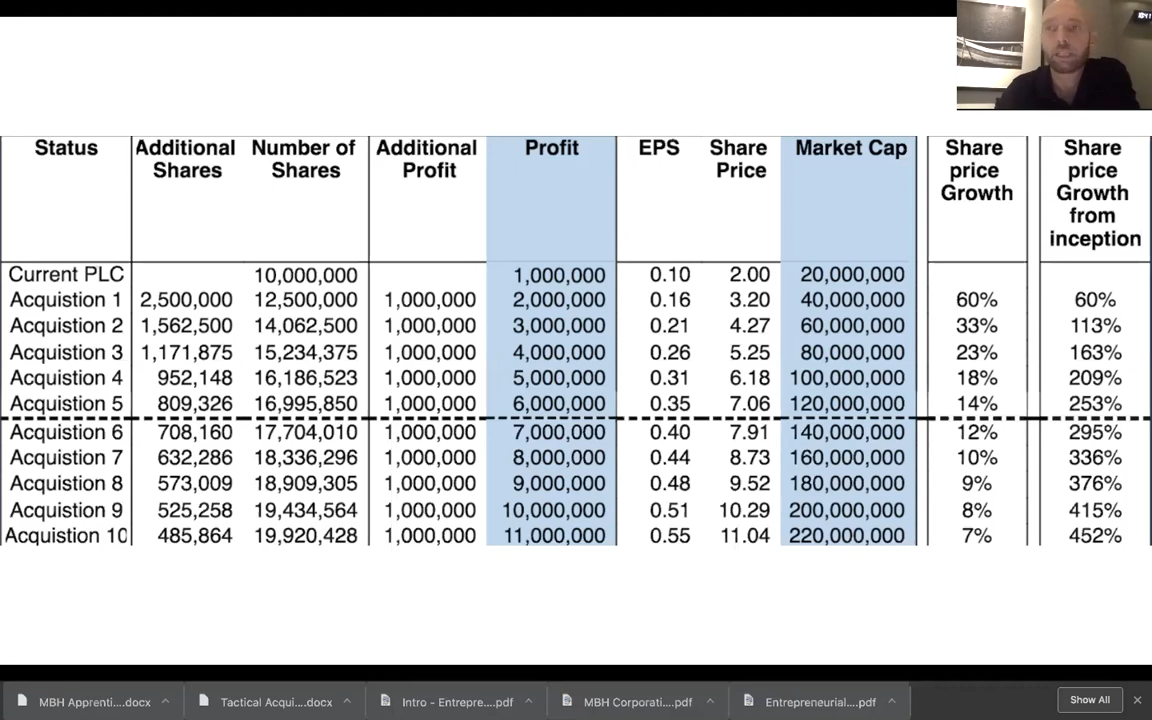 Status Additional Shares Number of Shares Additional Profit Profit EPS Share Price Market Cap Share price Growth Share price Growth from inception
Current PLC 10,000,000 1,000,000 0.10 2.00 20,000,000
Acquistion 1 2,500,000 12,500,000 1,000,000 2,000,000 0.16 3.20 40,000,000 60% 60%
Acquistion 2 1,562,500 14,062,500 1,000,000 3,000,000 0.21 4.27 60,000,000 33% 113%
Acquistion 3 1,171,875 15,234,375 1,000,000 4,000,000 0.26 5.25 80,000,000 23% 163%
Acquistion 4 952,148 16,186,523 1,000,000 5,000,000 0.31 6.18 100,000,000 18% 209%
Acquistion 5 809,326 16,995,850 1,000,000 6,000,000 0.35 7.06 120,000,000 14% 253%
Acquistion 6 708,160 17,704,010 1,000,000 7,000,000 0.40 7.91 140,000,000 12% 295%
Acquistion 7 632,286 18,336,296 1,000,000 8,000,000 0.44 8.73 160,000,000 10% 336%
Acquistion 8 573,009 18,909,305 1,000,000 9,000,000 0.48 9.52 180,000,000 9% 376%
Acquistion 9 525,258 19,434,564 1,000,000 10,000,000 0.51 10.29 200,000,000 8% 415%
Acquistion 10 485,864 19,920,428 1,000,000 11,000,000 0.55 11.04 220,000,000 7% 452%
MBH Apprenti....docx Tactical Acqui....docx Intro - Entrepre....pdf MBH Corporati....pdf Entrepreneurial....pdf Show All